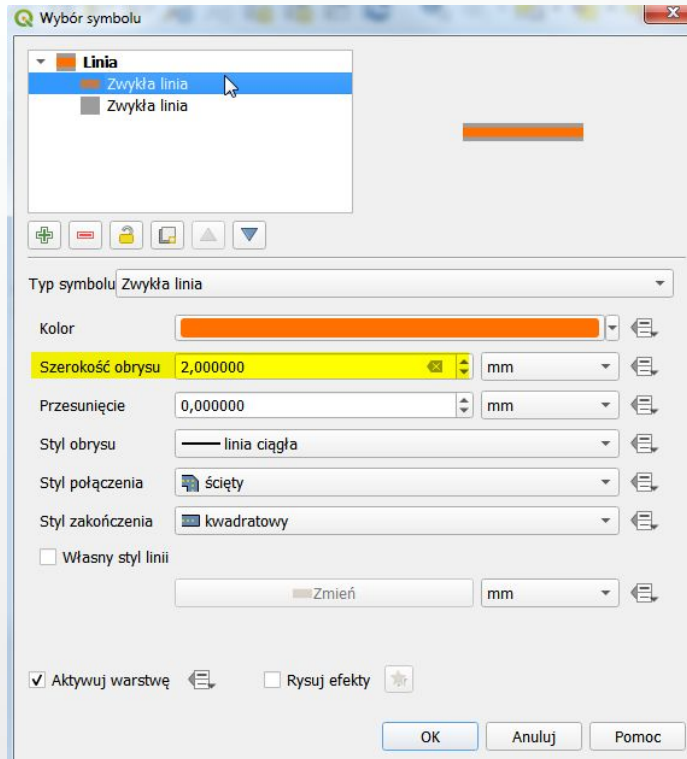 Wybór symbolu
Linia
Zwykła linia
Zwykła linia
Typ symbolu Zwykła linia
Kolor
Szerokość obrysu 2,000000 mm
Przesunięcie 0,000000 mm
Styl obrysu linia ciągła
Styl połączenia ścięty
Styl zakończenia kwadratowy
Własny styl linii
Zmień mm
Aktywuj warstwę Rysuj efekty
OK Anuluj Pomoc